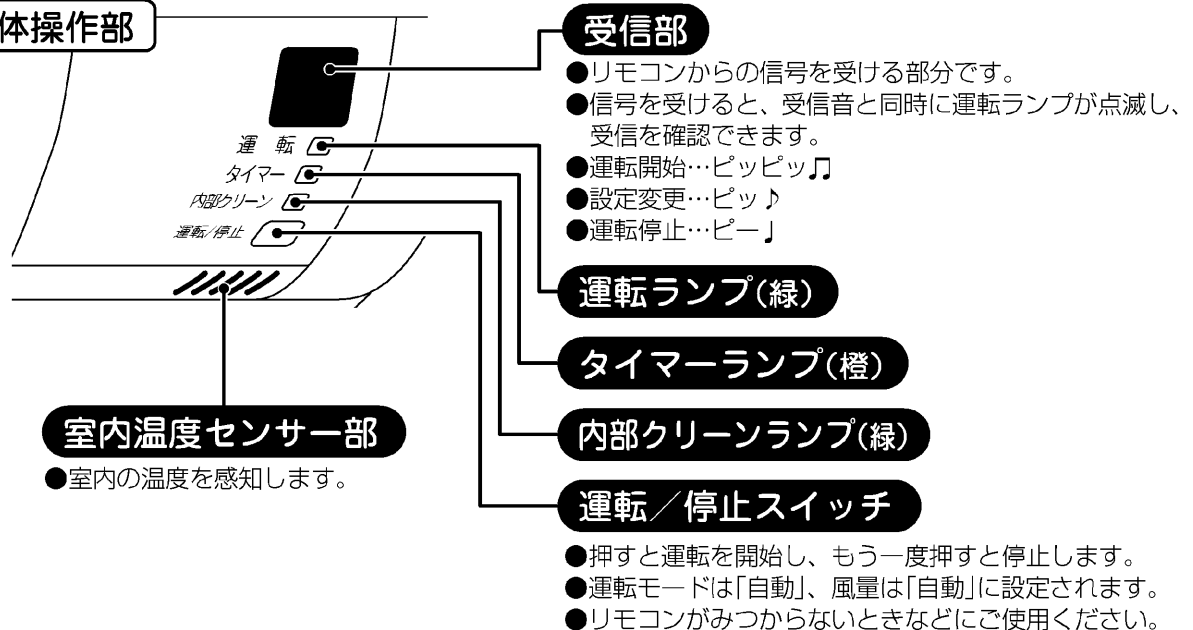 体操作部
受信部
●リモコンからの信号を受ける部分です。
●信号を受けると、受信音と同時に運転ランプが点滅し、
受信を確認できます。
●運転開始…ピッピッ♫
●設定変更…ピッ♪
●運転停止…ピー♩
運 転
タイマー
内部クリーン
運転/停止
運転ランプ(緑)
タイマーランプ(橙)
内部クリーンランプ(緑)
室内温度センサー部
●室内の温度を感知します。
運転／停止スイッチ
●押すと運転を開始し、もう一度押すと停止します。
●運転モードは「自動」、風量は「自動」に設定されます。
●リモコンがみつからないときなどにご使用ください。